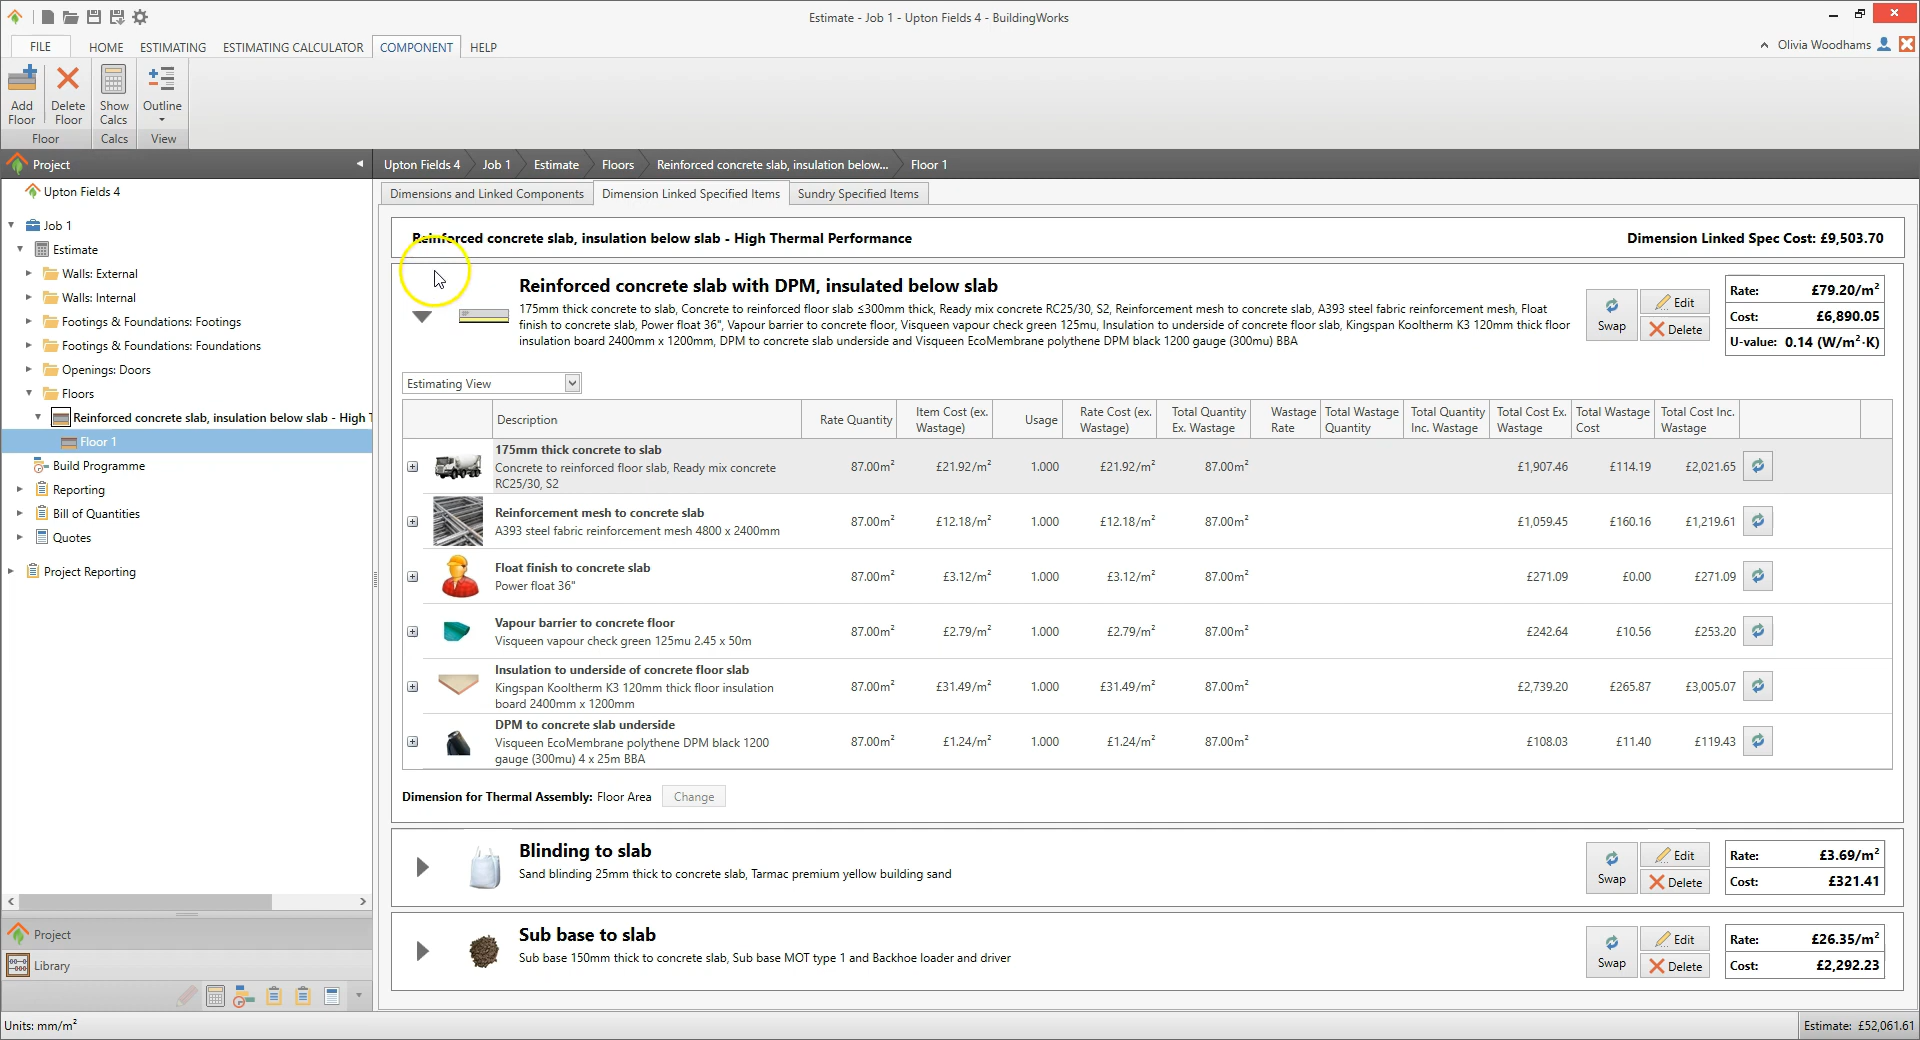 Estimate - Job 1 - Upton Fields 4 - BuildingWorks
FILE HOME ESTIMATING ESTIMATING CALCULATOR COMPONENT HELP
Olivia Woodhams
Add Floor
Delete Floor
Show Calcs
Outline
Floor Calcs View
Project
Upton Fields 4
Job 1
Estimate
Walls: External
Walls: Internal
Footings & Foundations: Footings
Footings & Foundations: Foundations
Openings: Doors
Floors
Reinforced concrete slab, insulation below slab - High
Floor 1
Build Programme
Reporting
Bill of Quantities
Quotes
Project Reporting
Project
Library
Upton Fields 4 Job 1 Estimate Floors Reinforced concrete slab, insulation below... Floor 1
Dimensions and Linked Components Dimension Linked Specified Items Sundry Specified Items
Reinforced concrete slab, insulation below slab - High Thermal Performance Dimension Linked Spec Cost: £9,503.70
Reinforced concrete slab with DPM, insulated below slab
175mm thick concrete to slab, Concrete to reinforced floor slab ≤300mm thick, Ready mix concrete RC25/30, S2, Reinforcement mesh to concrete slab, A393 steel fabric reinforcement mesh, Float
finish to concrete slab, Power float 36", Vapour barrier to concrete floor, Visqueen vapour check green 125mu, Insulation to underside of concrete floor slab, Kingspan Kooltherm K3 120mm thick floor
insulation board 2400mm x 1200mm, DPM to concrete slab underside and Visqueen EcoMembrane polythene DPM black 1200 gauge (300mu) BBA
Swap Edit Delete
Rate: £79.20/m²
Cost: £6,890.05
U-value: 0.14 (W/m²·K)
Estimating View
Description Rate Quantity Item Cost (ex. Wastage) Usage Rate Cost (ex. Wastage) Total Quantity Ex. Wastage Wastage Rate Total Wastage Quantity Total Quantity Inc. Wastage Total Cost Ex. Wastage Total Wastage Cost Total Cost Inc. Wastage
175mm thick concrete to slab
Concrete to reinforced floor slab, Ready mix concrete
RC25/30, S2
87.00m² £21.92/m² 1.000 £21.92/m² 87.00m² £1,907.46 £114.19 £2,021.65
Reinforcement mesh to concrete slab
A393 steel fabric reinforcement mesh 4800 x 2400mm
87.00m² £12.18/m² 1.000 £12.18/m² 87.00m² £1,059.45 £160.16 £1,219.61
Float finish to concrete slab
Power float 36"
87.00m² £3.12/m² 1.000 £3.12/m² 87.00m² £271.09 £0.00 £271.09
Vapour barrier to concrete floor
Visqueen vapour check green 125mu 2.45 x 50m
87.00m² £2.79/m² 1.000 £2.79/m² 87.00m² £242.64 £10.56 £253.20
Insulation to underside of concrete floor slab
Kingspan Kooltherm K3 120mm thick floor insulation
board 2400mm x 1200mm
87.00m² £31.49/m² 1.000 £31.49/m² 87.00m² £2,739.20 £265.87 £3,005.07
DPM to concrete slab underside
Visqueen EcoMembrane polythene DPM black 1200
gauge (300mu) 4 x 25m BBA
87.00m² £1.24/m² 1.000 £1.24/m² 87.00m² £108.03 £11.40 £119.43
Dimension for Thermal Assembly: Floor Area Change
Blinding to slab
Sand blinding 25mm thick to concrete slab, Tarmac premium yellow building sand
Swap Edit Delete
Rate: £3.69/m²
Cost: £321.41
Sub base to slab
Sub base 150mm thick to concrete slab, Sub base MOT type 1 and Backhoe loader and driver
Swap Edit Delete
Rate: £26.35/m²
Cost: £2,292.23
Units: mm/m² Estimate: £52,061.61